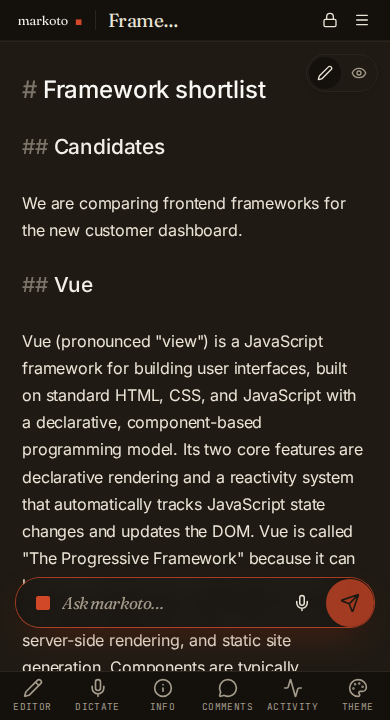 markoto
Frame...
# Framework shortlist
## Candidates
We are comparing frontend frameworks for
the new customer dashboard.
## Vue
Vue (pronounced "view") is a JavaScript
framework for building user interfaces, built
on standard HTML, CSS, and JavaScript with
a declarative, component-based
programming model. Its two core features are
declarative rendering and a reactivity system
that automatically tracks JavaScript state
changes and updates the DOM. Vue is called
"The Progressive Framework" because it can
Ask markoto...
server-side rendering, and static site
generation. Components are typically
EDITOR
DICTATE
INFO
COMMENTS
ACTIVITY
THEME